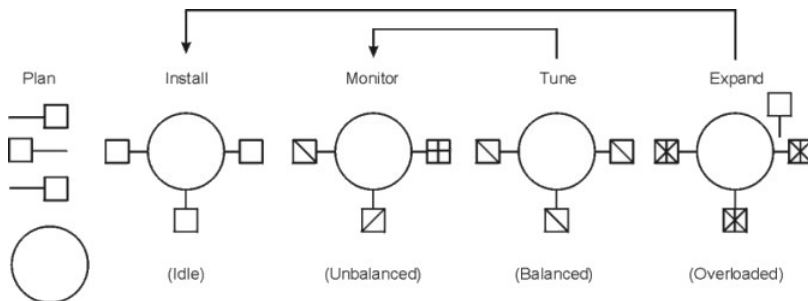 Plan Install Monitor Tune Expand
(Idle) (Unbalanced) (Balanced) (Overloaded)